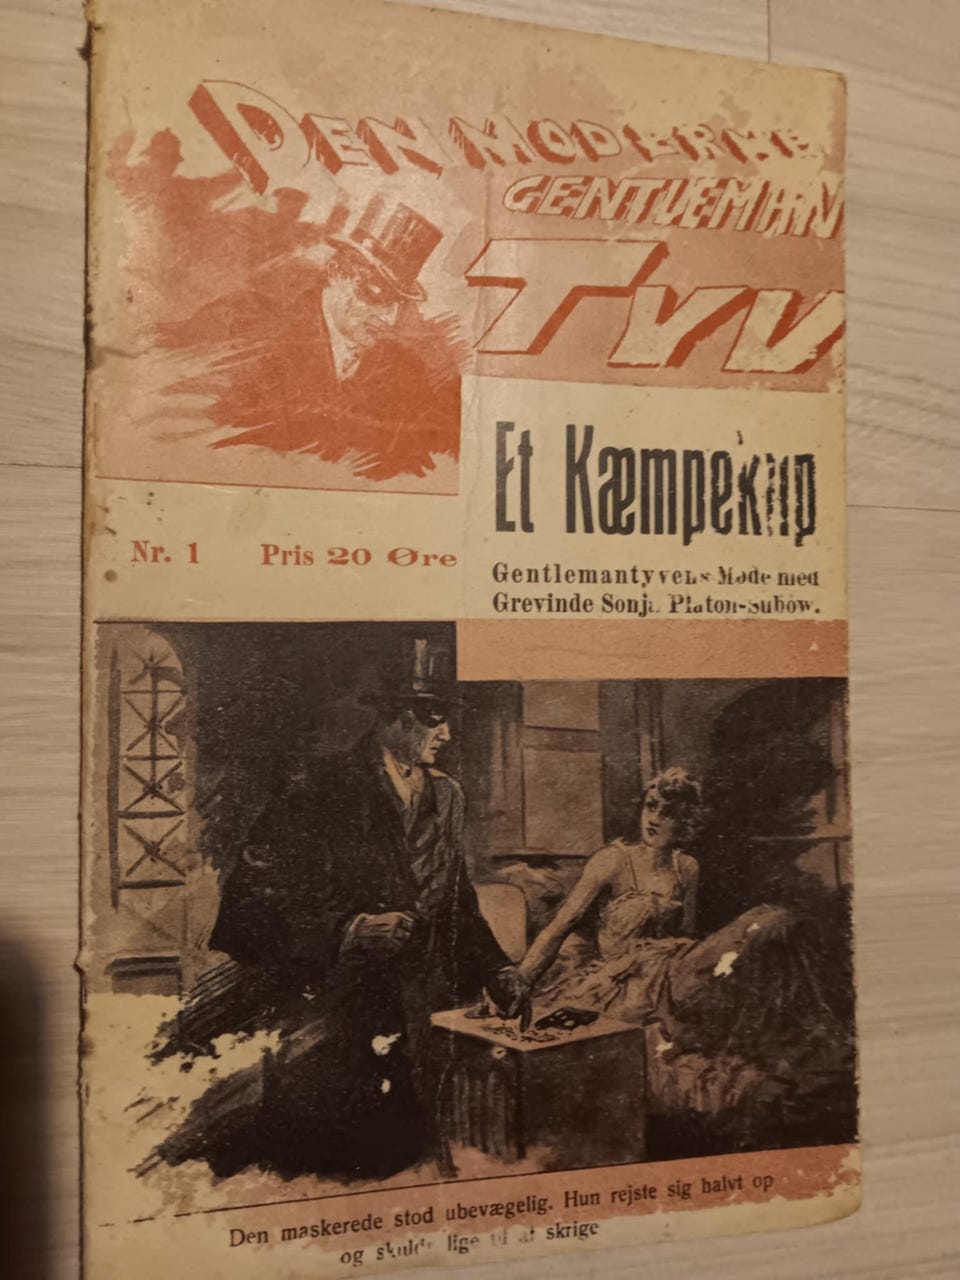 DEN MODERNE
GENTLEMAN
TYV
Et Kæmpekup
Nr. 1 Pris 20 Øre
Gentlemantyvens Møde med
Grevinde Sonja Platon-Subow.
Den maskerede stod ubevægelig. Hun rejste sig halvt op
og skulde lige til at skrige